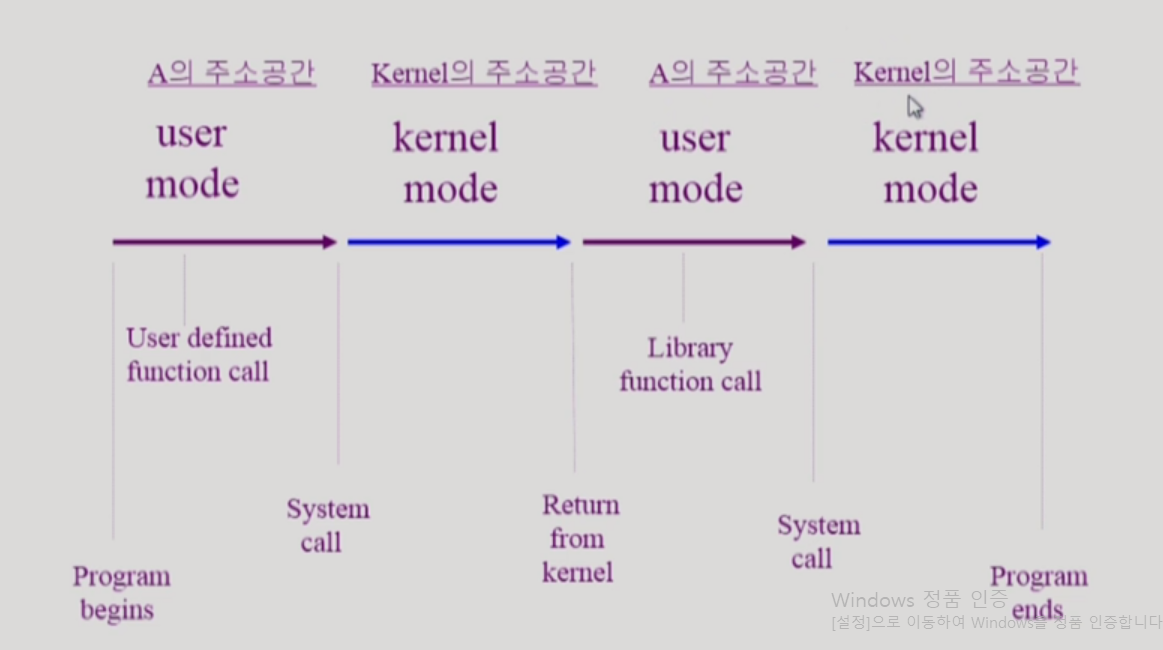 A의 주소공간
Kernel의 주소공간
A의 주소공간
Kernel의 주소공간
user
mode
kernel
mode
user
mode
kernel
mode
User defined
function call
Library
function call
System
call
Return
from
kernel
System
call
Program
begins
Program
ends
Windows 정품 인증
[설정]으로 이동하여 Windows를 정품 인증합니다